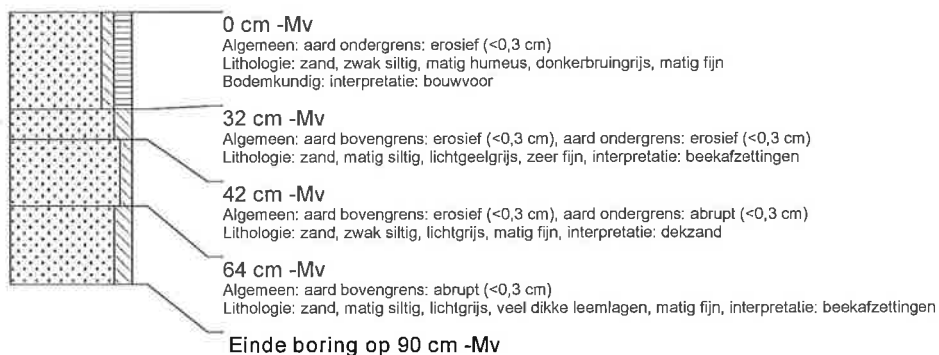 0 cm -Mv
Algemeen: aard ondergrens: erosief (<0,3 cm)
Lithologie: zand, zwak siltig, matig humeus, donkerbruingrijs, matig fijn
Bodemkundig: interpretatie: bouwvoor
32 cm -Mv
Algemeen: aard bovengrens: erosief (<0,3 cm), aard ondergrens: erosief (<0,3 cm)
Lithologie: zand, matig siltig, lichtgeelgrijs, zeer fijn, interpretatie: beekafzettingen
42 cm -Mv
Algemeen: aard bovengrens: erosief (<0,3 cm), aard ondergrens: abrupt (<0,3 cm)
Lithologie: zand, zwak siltig, lichtgrijs, matig fijn, interpretatie: dekzand
64 cm -Mv
Algemeen: aard bovengrens: abrupt (<0,3 cm)
Lithologie: zand, matig siltig, lichtgrijs, veel dikke leemlagen, matig fijn, interpretatie: beekafzettingen
Einde boring op 90 cm -Mv